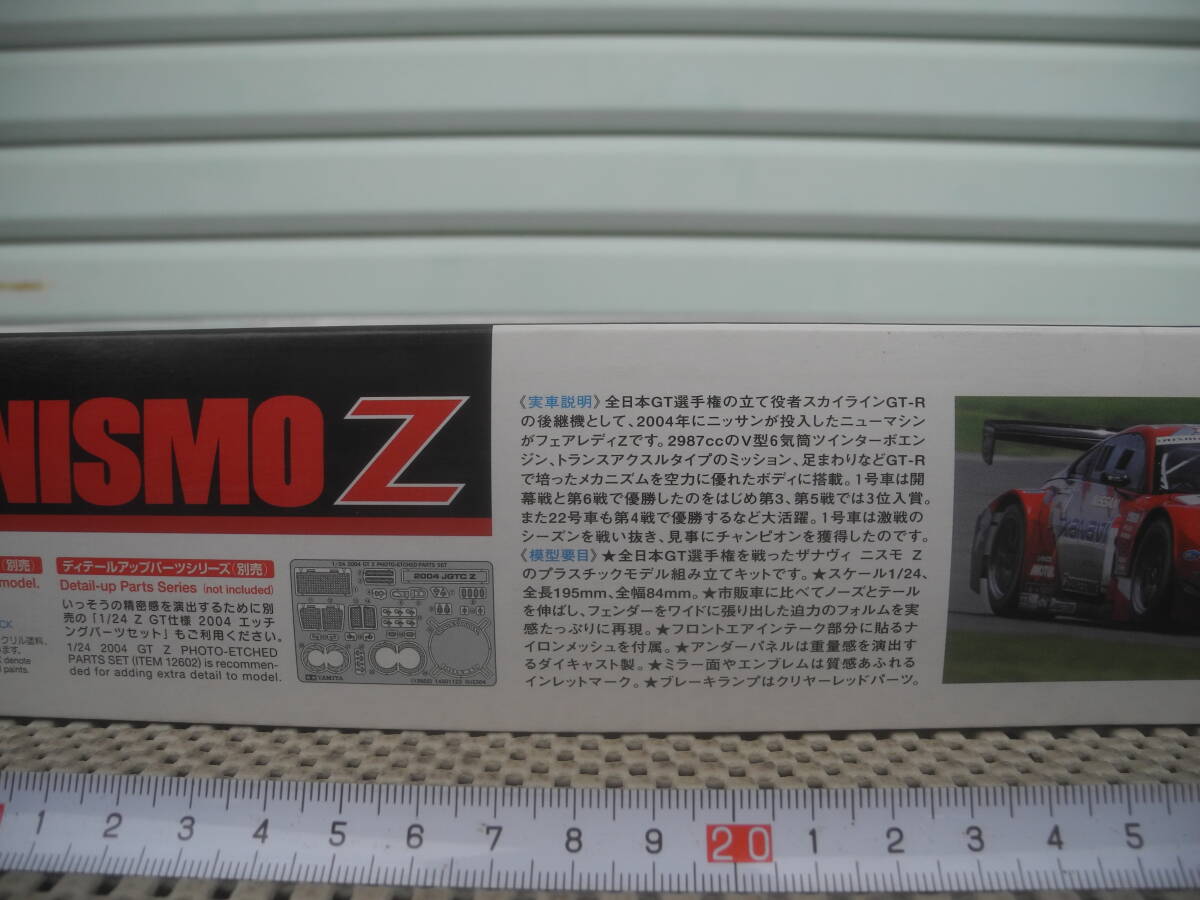 NISMO Z
《実車説明》全日本GT選手権の立て役者スカイラインGT-R
の後継機として、2004年にニッサンが投入したニューマシン
がフェアレディZです。2987ccのV型6気筒ツインターボエン
ジン、トランスアクスルタイプのミッション、足まわりなどGT-R
で培ったメカニズムを空力に優れたボディに搭載。1号車は開
幕戦と第6戦で優勝したのをはじめ第3、第5戦では3位入賞。
また22号車も第4戦で優勝するなど大活躍。1号車は激戦の
シーズンを戦い抜き、見事にチャンピオンを獲得したのです。
《模型要目》★全日本GT選手権を戦ったザナヴィ ニスモ Z
のプラスチックモデル組み立てキットです。★スケール1/24、
全長195mm、全幅84mm。★市販車に比べてノーズとテール
を伸ばし、フェンダーをワイドに張り出した迫力のフォルムを実
感たっぷりに再現。★フロントエアインテーク部分に貼るナ
イロンメッシュを付属。★アンダーパネルは重量感を演出す
るダイキャスト製。★ミラー面やエンブレムは質感あふれる
インレットマーク。★ブレーキランプはクリヤーレッドパーツ。
(別売)
model.
CX
クリル塗料、
います。
denote
paints.
ディテールアップパーツシリーズ(別売)
Detail-up Parts Series (not included)
いっそうの精密感を演出するために別
売の「1/24 Z GT仕様 2004 エッチ
ングパーツセット」もご利用ください。
1/24 2004 GT Z PHOTO-ETCHED
PARTS SET (ITEM 12602) is recommen-
ded for adding extra detail to model.
1/24 2004 GT Z PHOTO-ETCHED PARTS SET
2004 JGTC Z
TAMIYA
xanavi
1 2 3 4 5 6 7 8 9 20 1 2 3 4 5